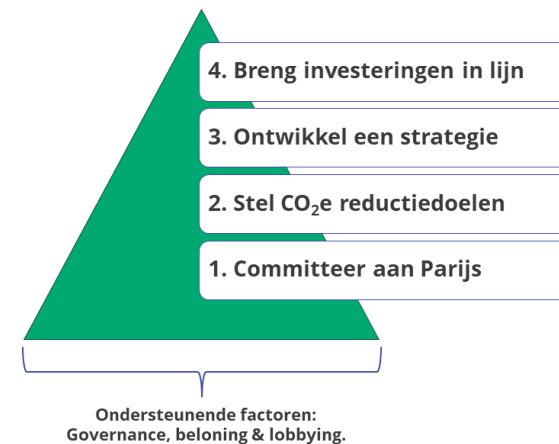 4. Breng investeringen in lijn
3. Ontwikkel een strategie
2. Stel CO₂e reductiedoelen
1. Committeer aan Parijs
Ondersteunende factoren:
Governance, beloning & lobbying.